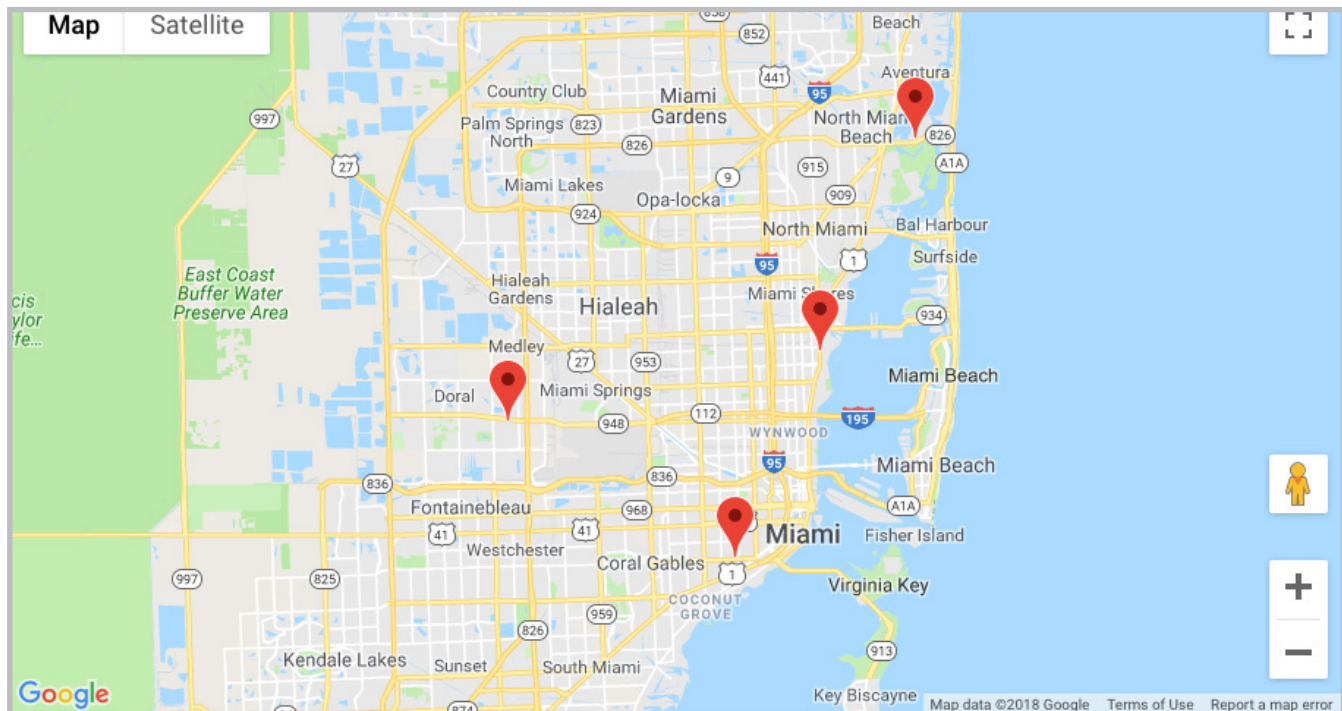 Map
Satellite
858
Beach
852
441
95
Aventura
Country Club
Miami
Gardens
997
Palm Springs
North
823
North Miami
Beach
826
826
A1A
27
915
9
Miami Lakes
909
Opa-locka
924
North Miami
Bal Harbour
95
1
Surfside
East Coast
Buffer Water
Preserve Area
Hialeah
Gardens
Miami Shores
Hialeah
934
Medley
27
953
Miami Beach
Doral
Miami Springs
112
195
948
WYNWOOD
95
Miami Beach
836
836
Fontainebleau
968
A1A
41
41
Miami
Fisher Island
Westchester
Coral Gables
1
997
825
Virginia Key
COCONUT
GROVE
959
826
913
Kendale Lakes
Sunset
South Miami
Google
874
Key Biscayne
Map data ©2018 Google
Terms of Use
Report a map error